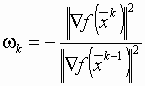 ω_k = − ‖∇f(x̄^k)‖² / ‖∇f(x̄^{k−1})‖²